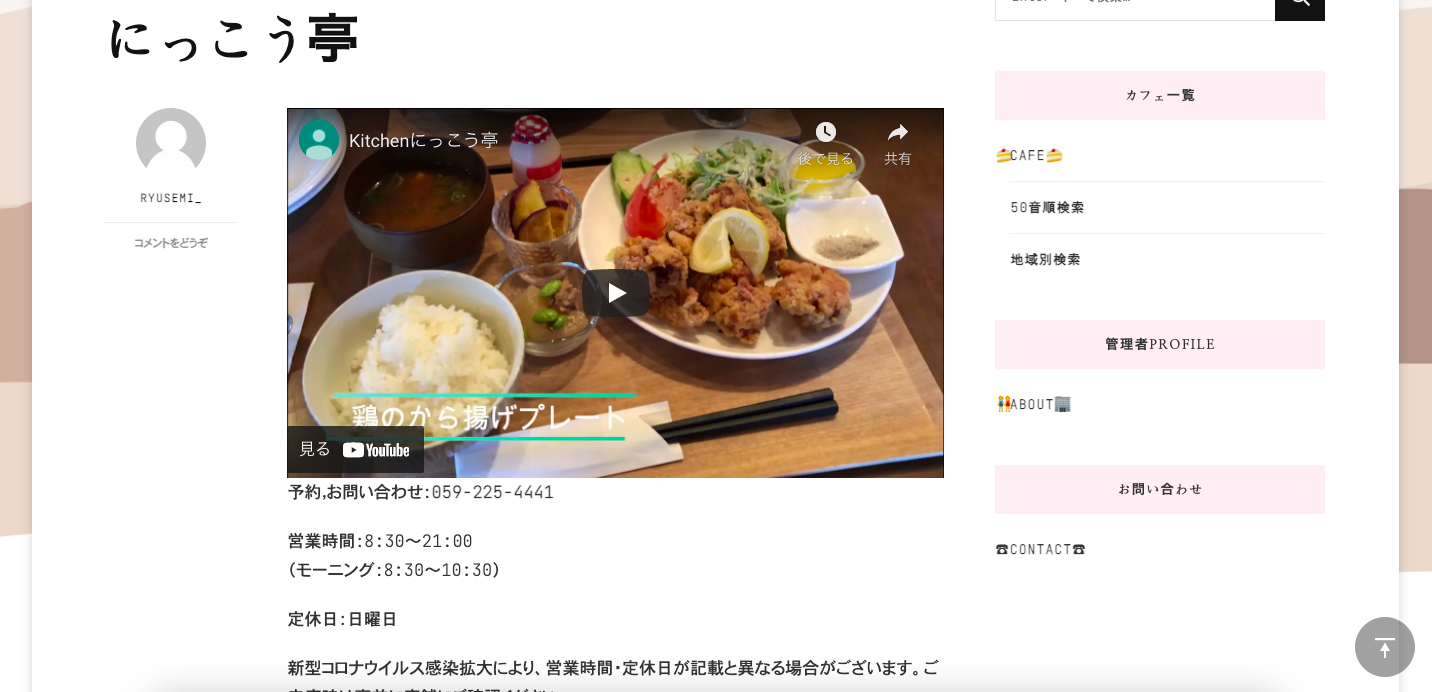 にっこう亭
RYUSEMI_
コメントをどうぞ
Kitchenにっこう亭
後で見る
共有
鶏のから揚げプレート
見る YouTube
予約,お問い合わせ:059-225-4441
営業時間:8:30〜21:00
(モーニング:8:30〜10:30)
定休日:日曜日
新型コロナウイルス感染拡大により、営業時間・定休日が記載と異なる場合がございます。ご
カフェ一覧
🍰CAFE🍰
50音順検索
地域別検索
管理者PROFILE
👭ABOUT🏢
お問い合わせ
☎CONTACT☎